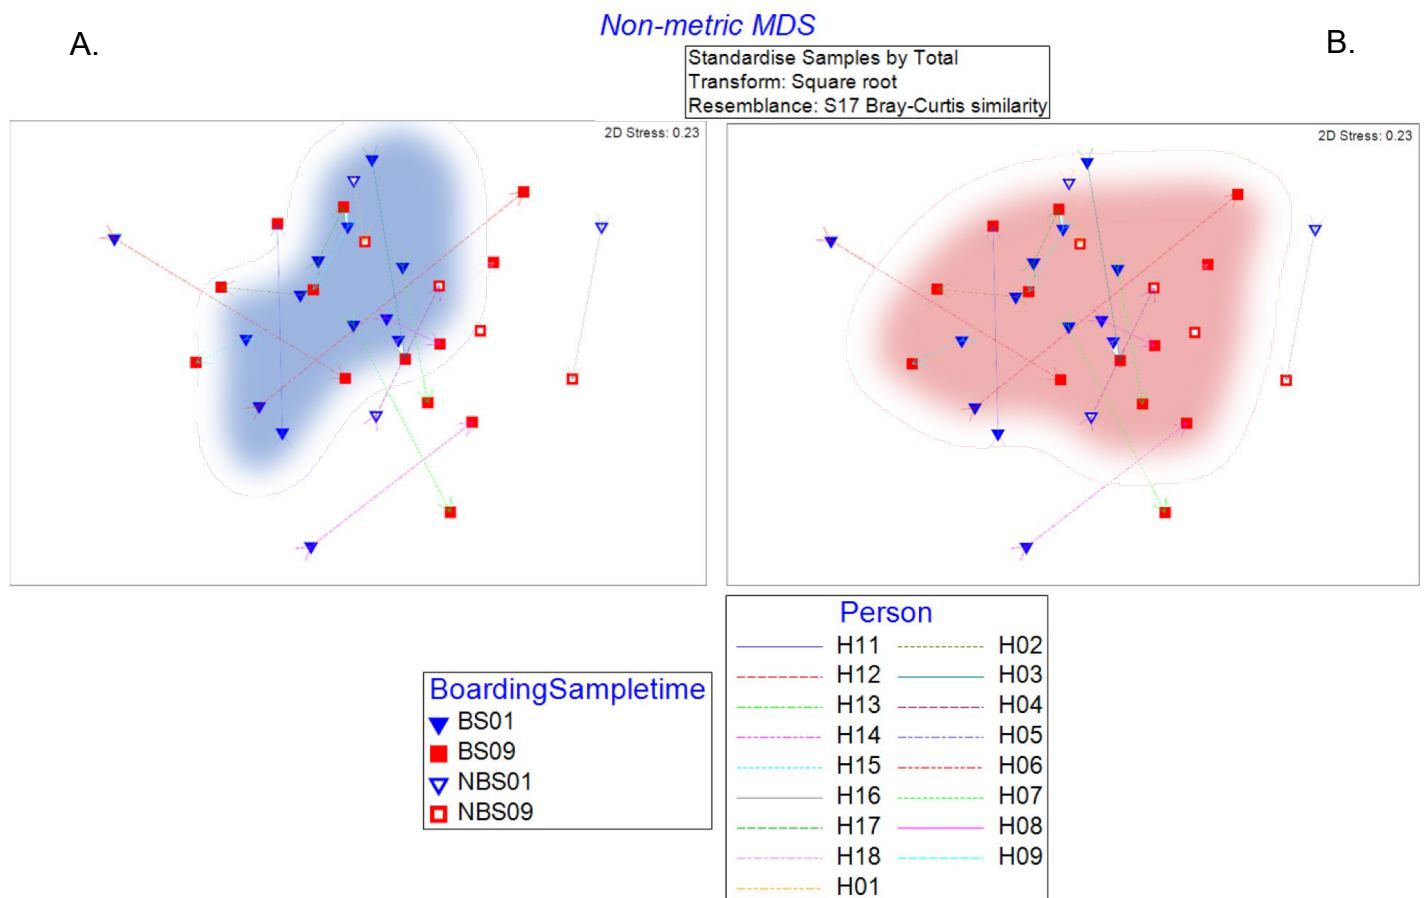 Non-metric MDS
A.
B.
Standardise Samples by Total
Transform: Square root
Resemblance: S17 Bray-Curtis similarity
2D Stress: 0.23
2D Stress: 0.23
BoardingSampletime
BS01
BS09
NBS01
NBS09
Person
H11 H02
H12 H03
H13 H04
H14 H05
H15 H06
H16 H07
H17 H08
H18 H09
H01